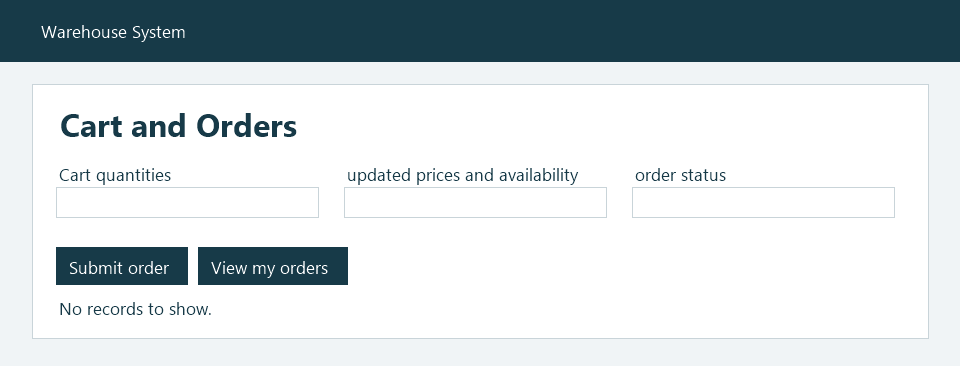 Warehouse System
Cart and Orders
Cart quantities
updated prices and availability
order status
Submit order
View my orders
No records to show.